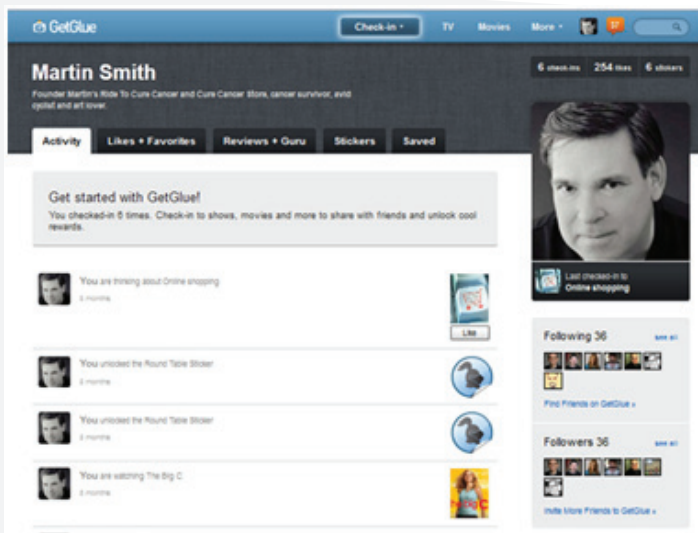 GetGlue
Check-in
TV
Movies
More
Martin Smith
6 check-ins 254 likes 6 stickers
Founder Martin's Ride To Cure Cancer and Cure Cancer Store, cancer survivor, avid
cyclist and art lover.
Activity
Likes + Favorites
Reviews + Guru
Stickers
Saved
Get started with GetGlue!
You checked-in 6 times. Check-in to shows, movies and more to share with friends and unlock cool
rewards.
You are thinking about Online shopping
months
Like
You unlocked the Round Table Sticker
months
You unlocked the Round Table Sticker
months
You are watching The Big C
months
Last checked-in to
Online shopping
Following 36
see all
Find Friends on GetGlue »
Followers 36
see all
Invite More Friends to GetGlue »